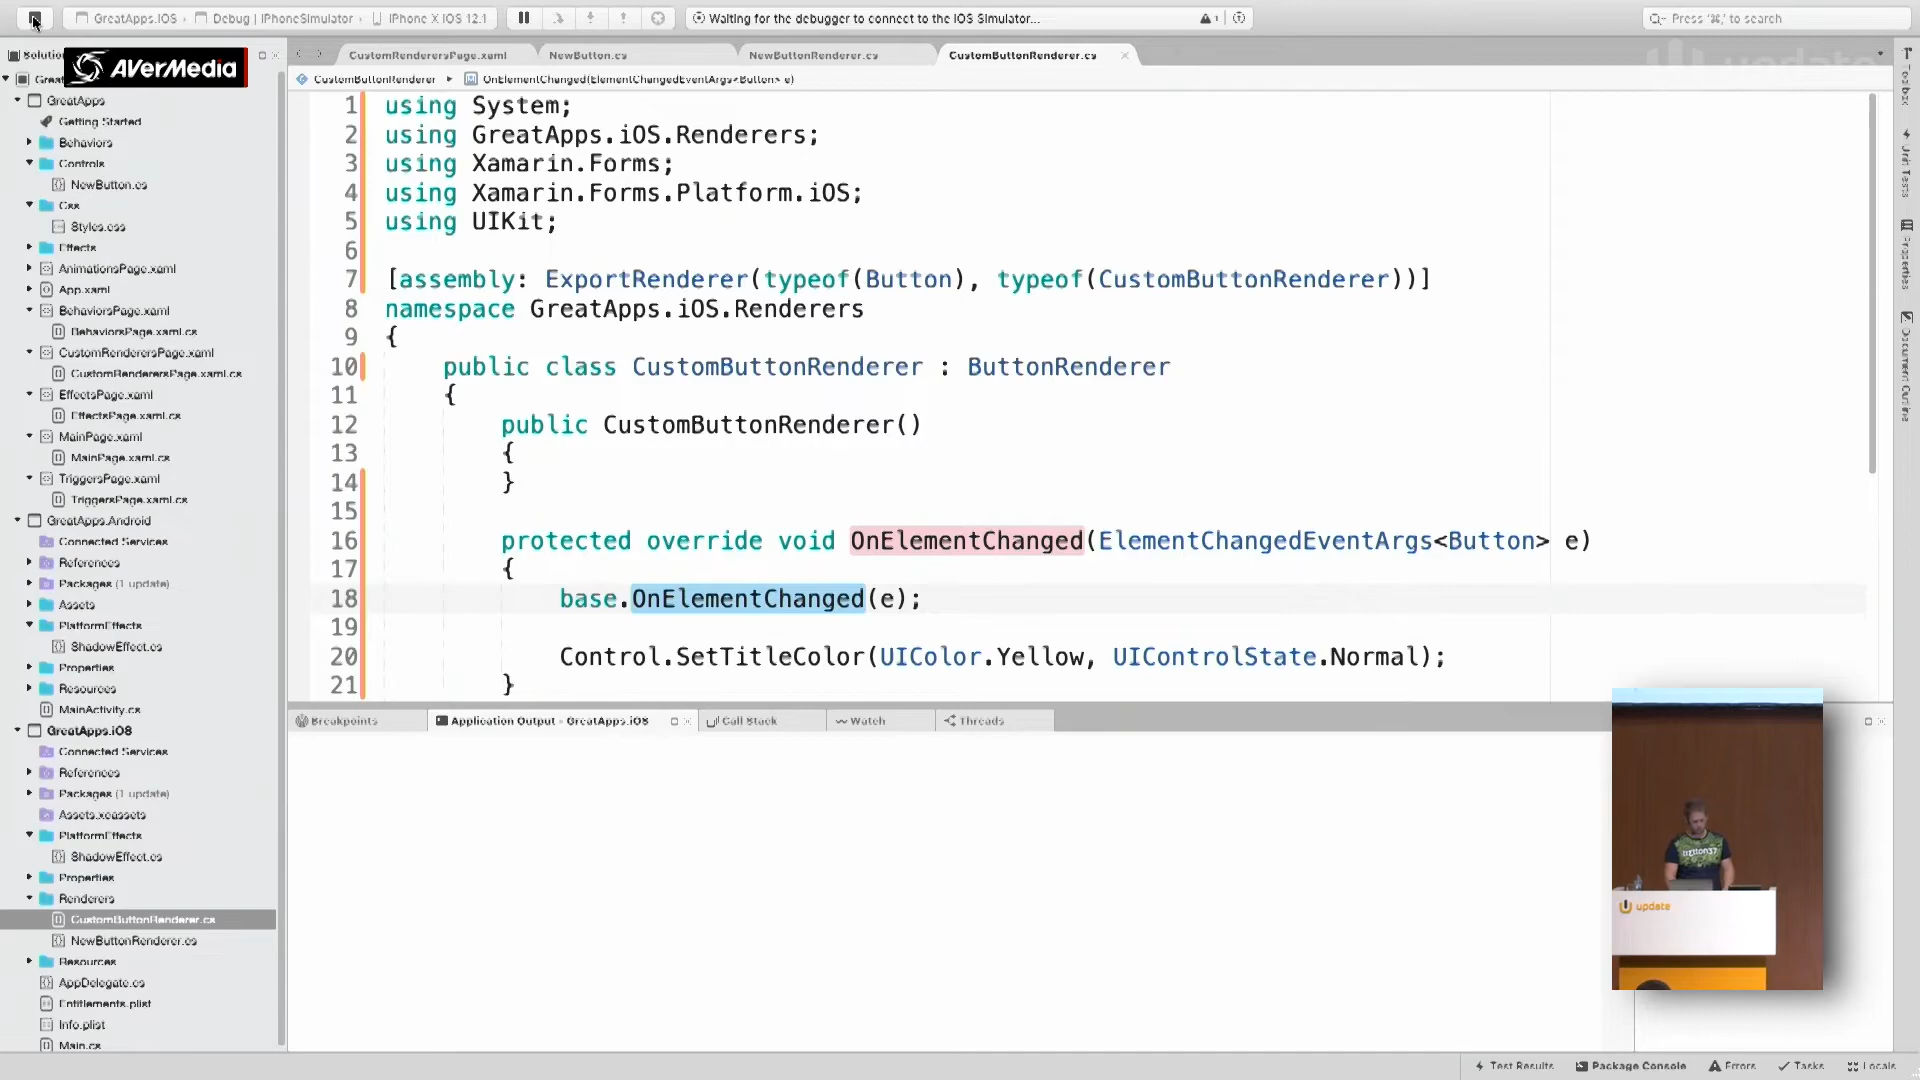 GreatApps.iOS › Debug | iPhoneSimulator › iPhone X iOS 12.1
Waiting for the debugger to connect to the iOS Simulator...
Press '⌘.' to search
Solutio
AVerMedia
CustomRenderersPage.xaml
NewButton.cs
NewButtonRenderer.cs
CustomButtonRenderer.cs
update
CustomButtonRenderer ▸ OnElementChanged(ElementChangedEventArgs<Button> e)
Great
GreatApps
Getting Started
Behaviors
Controls
NewButton.cs
Css
Styles.css
Effects
AnimationsPage.xaml
App.xaml
BehaviorsPage.xaml
BehaviorsPage.xaml.cs
CustomRenderersPage.xaml
CustomRenderersPage.xaml.cs
EffectsPage.xaml
EffectsPage.xaml.cs
MainPage.xaml
MainPage.xaml.cs
TriggersPage.xaml
TriggersPage.xaml.cs
GreatApps.Android
Connected Services
References
Packages (1 update)
Assets
PlatformEffects
ShadowEffect.cs
Properties
Resources
MainActivity.cs
GreatApps.iOS
Connected Services
References
Packages (1 update)
Assets.xcassets
PlatformEffects
ShadowEffect.cs
Properties
Renderers
CustomButtonRenderer.cs
NewButtonRenderer.cs
Resources
AppDelegate.cs
Entitlements.plist
Info.plist
Main.cs
1 using System;
2 using GreatApps.iOS.Renderers;
3 using Xamarin.Forms;
4 using Xamarin.Forms.Platform.iOS;
5 using UIKit;
6
7 [assembly: ExportRenderer(typeof(Button), typeof(CustomButtonRenderer))]
8 namespace GreatApps.iOS.Renderers
9 {
10 public class CustomButtonRenderer : ButtonRenderer
11 {
12 public CustomButtonRenderer()
13 {
14 }
15
16 protected override void OnElementChanged(ElementChangedEventArgs<Button> e)
17 {
18 base.OnElementChanged(e);
19
20 Control.SetTitleColor(UIColor.Yellow, UIControlState.Normal);
21 }
Toolbox
Unit Tests
Properties
Document Outline
Breakpoints
Application Output - GreatApps.iOS
Call Stack
Watch
Threads
update
Test Results
Package Console
Errors
Tasks
Locals